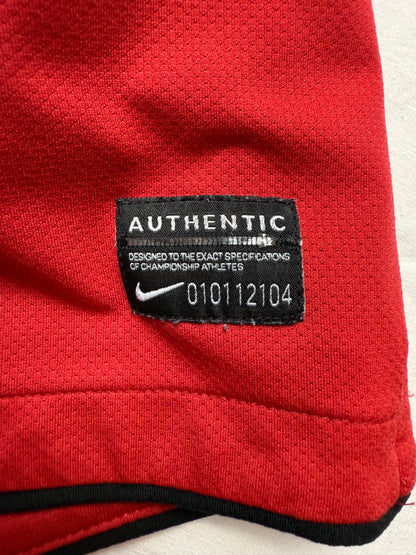 AUTHENTIC
DESIGNED TO THE EXACT SPECIFICATIONS
OF CHAMPIONSHIP ATHLETES
010112104